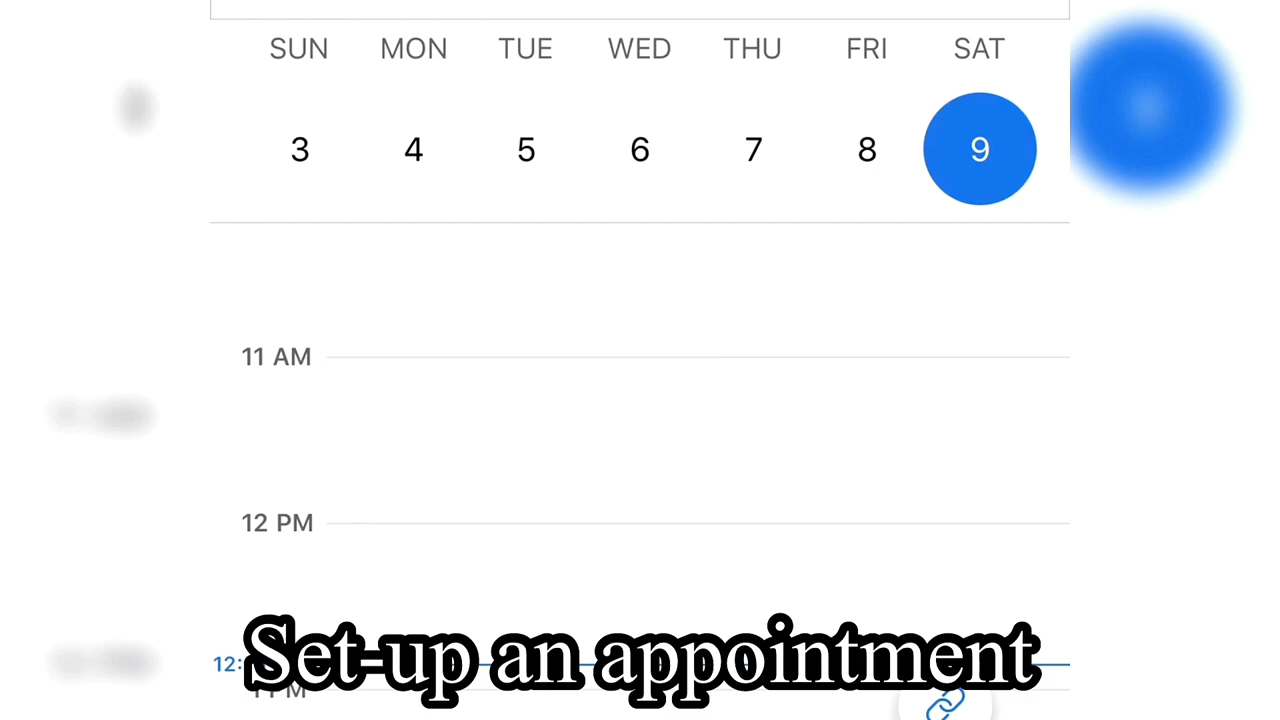 SUN MON TUE WED THU FRI SAT
3 4 5 6 7 8 9
11 AM
12 PM
12:
Set-up an appointment